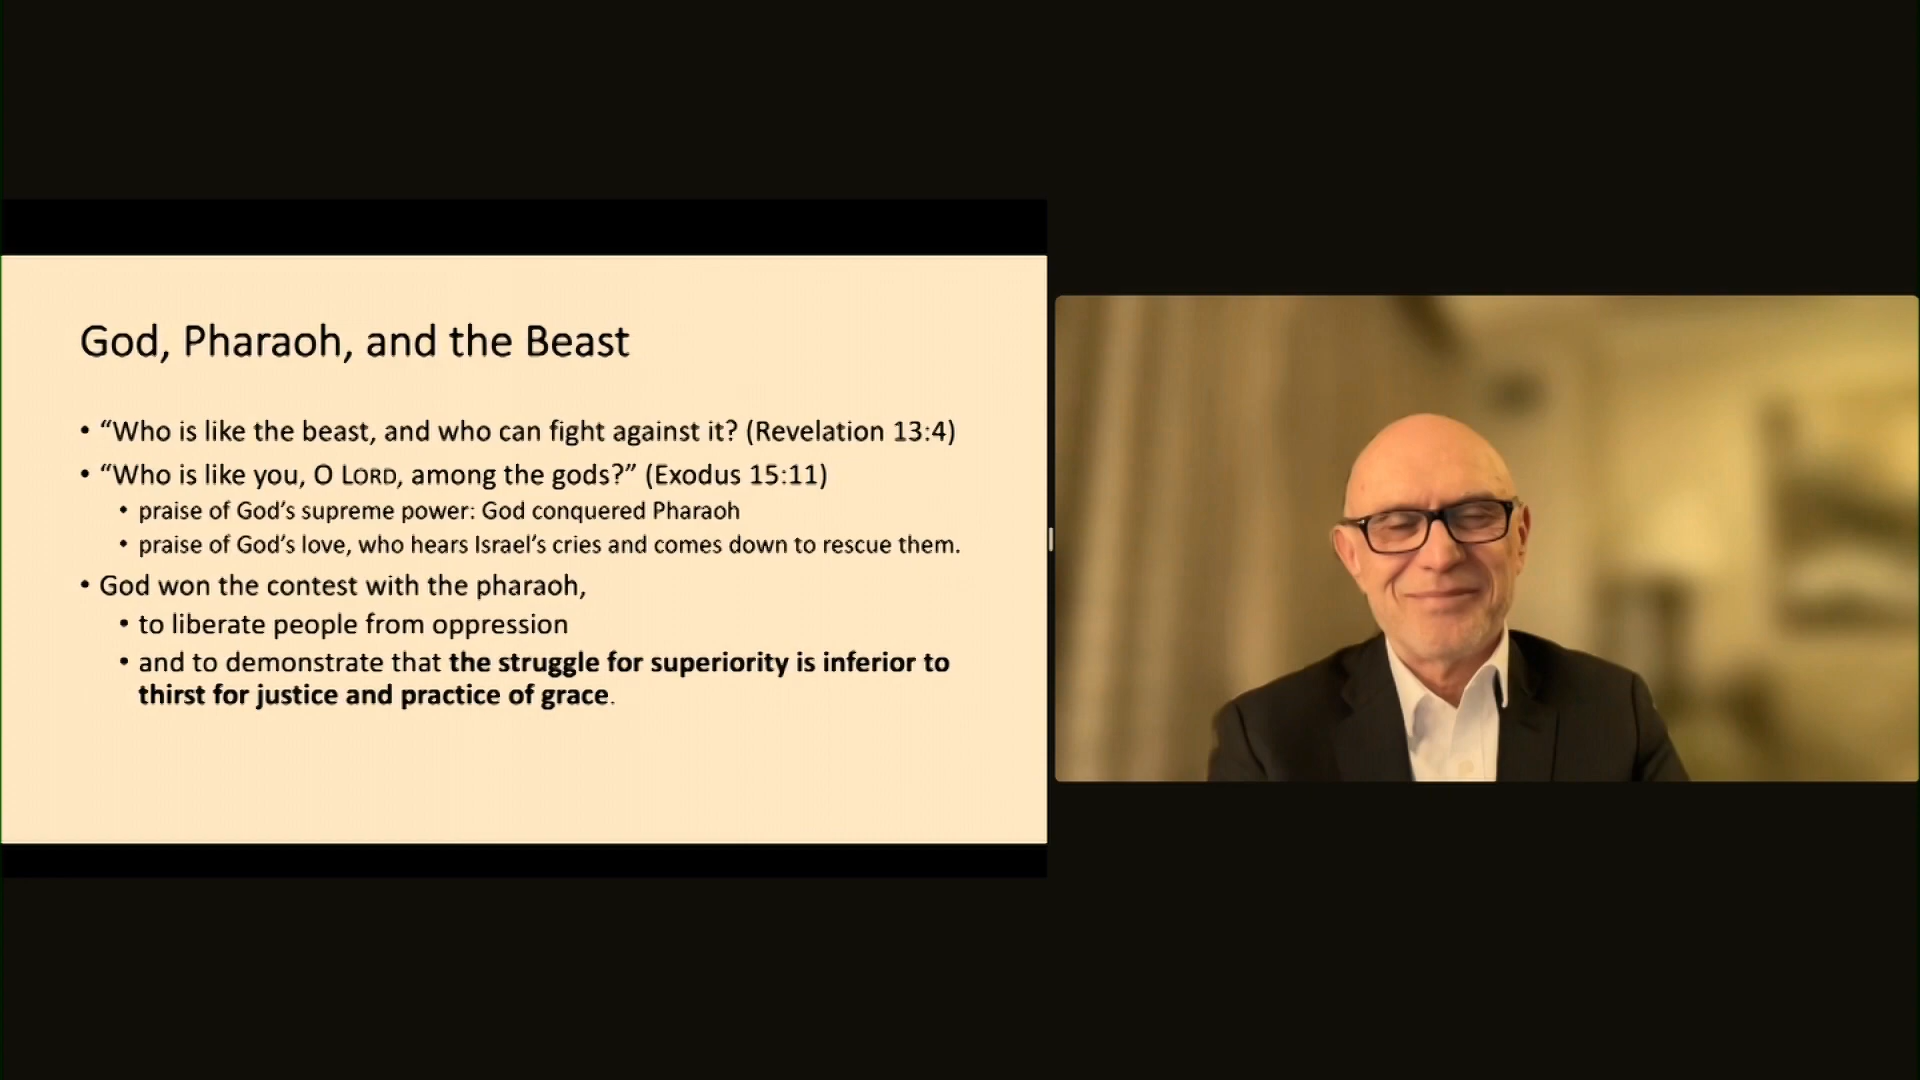 God, Pharaoh, and the Beast
• “Who is like the beast, and who can fight against it? (Revelation 13:4)
• “Who is like you, O LORD, among the gods?” (Exodus 15:11)
• praise of God’s supreme power: God conquered Pharaoh
• praise of God’s love, who hears Israel’s cries and comes down to rescue them.
• God won the contest with the pharaoh,
• to liberate people from oppression
• and to demonstrate that the struggle for superiority is inferior to
thirst for justice and practice of grace.